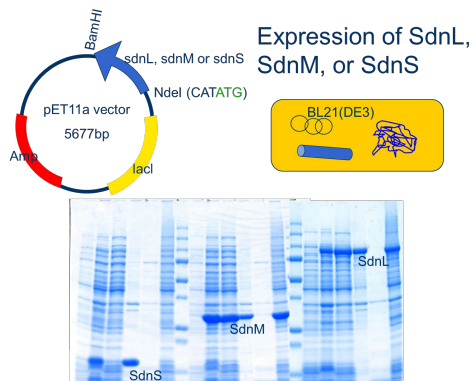 BamHI
sdnL, sdnM or sdnS
NdeI (CATATG)
pET11a vector
5677bp
Amp
lacI
Expression of SdnL,
SdnM, or SdnS
BL21(DE3)
SdnL
SdnM
SdnS